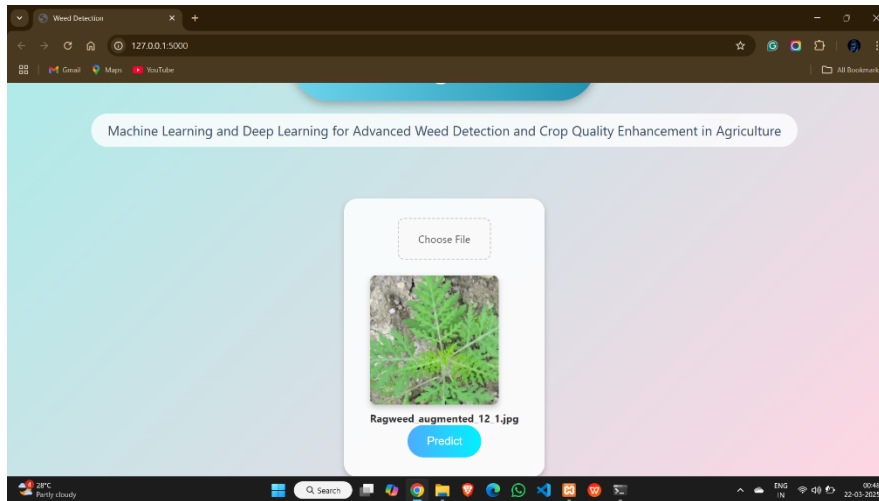 Weed Detection
127.0.0.1:5000
Gmail
Maps
YouTube
All Bookmark
Machine Learning and Deep Learning for Advanced Weed Detection and Crop Quality Enhancement in Agriculture
Choose File
Ragweed_augmented_12_1.jpg
Predict
28°C
Partly cloudy
Search
ENG
IN
00:48
22-03-2025